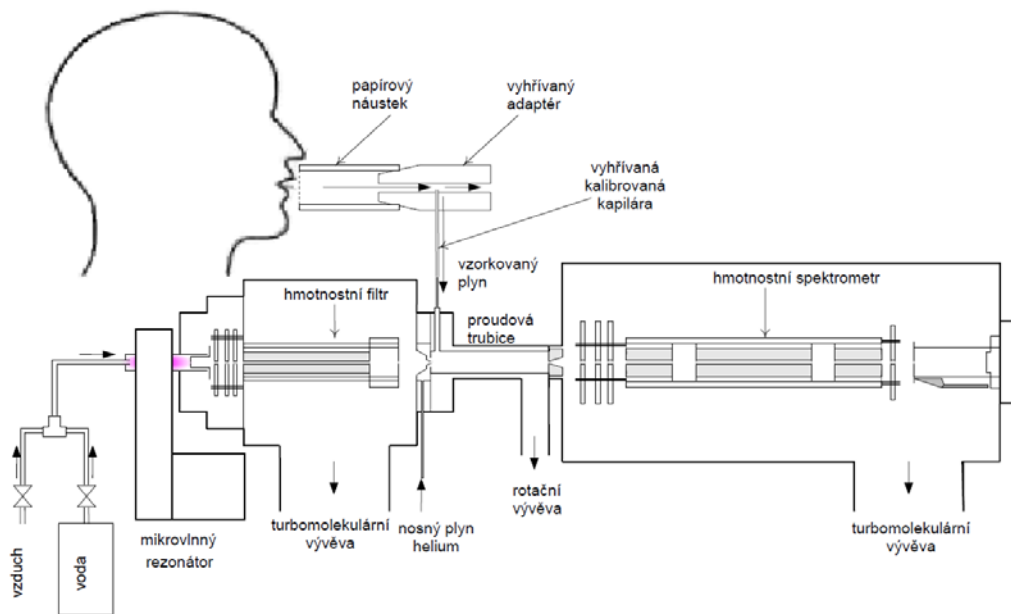 papírový
náustek
vyhřívaný
adaptér
vyhřívaná
kalibrovaná
kapilára
vzorkovaný
plyn
hmotnostní filtr
proudová
trubice
hmotnostní spektrometr
vzduch
voda
mikrovlnný
rezonátor
turbomolekulární
vývěva
nosný plyn
helium
rotační
vývěva
turbomolekulární
vývěva